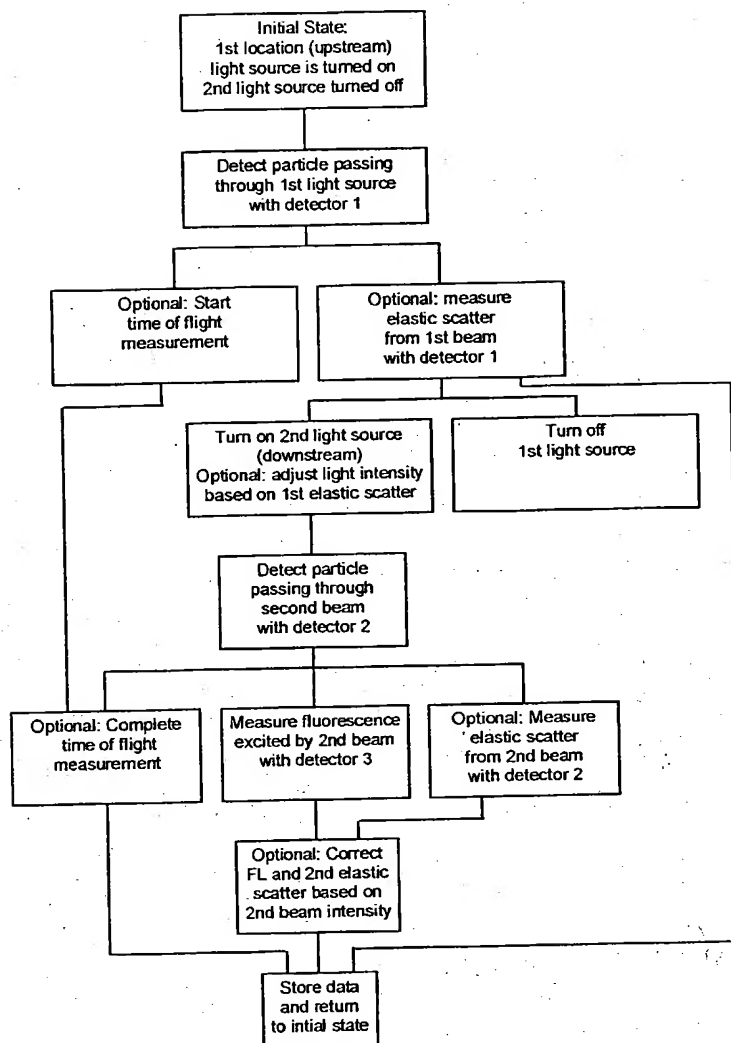 Initial State:
1st location (upstream)
light source is turned on
2nd light source turned off
Detect particle passing
through 1st light source
with detector 1
Optional: Start
time of flight
measurement
Optional: measure
elastic scatter
from 1st beam
with detector 1
Turn on 2nd light source
(downstream)
Optional: adjust light intensity
based on 1st elastic scatter
Turn off
1st light source
Detect particle
passing through
second beam
with detector 2
Optional: Complete
time of flight
measurement
Measure fluorescence
excited by 2nd beam
with detector 3
Optional: Measure
elastic scatter
from 2nd beam
with detector 2
Optional: Correct
FL and 2nd elastic
scatter based on
2nd beam intensity
Store data
and return
to intial state